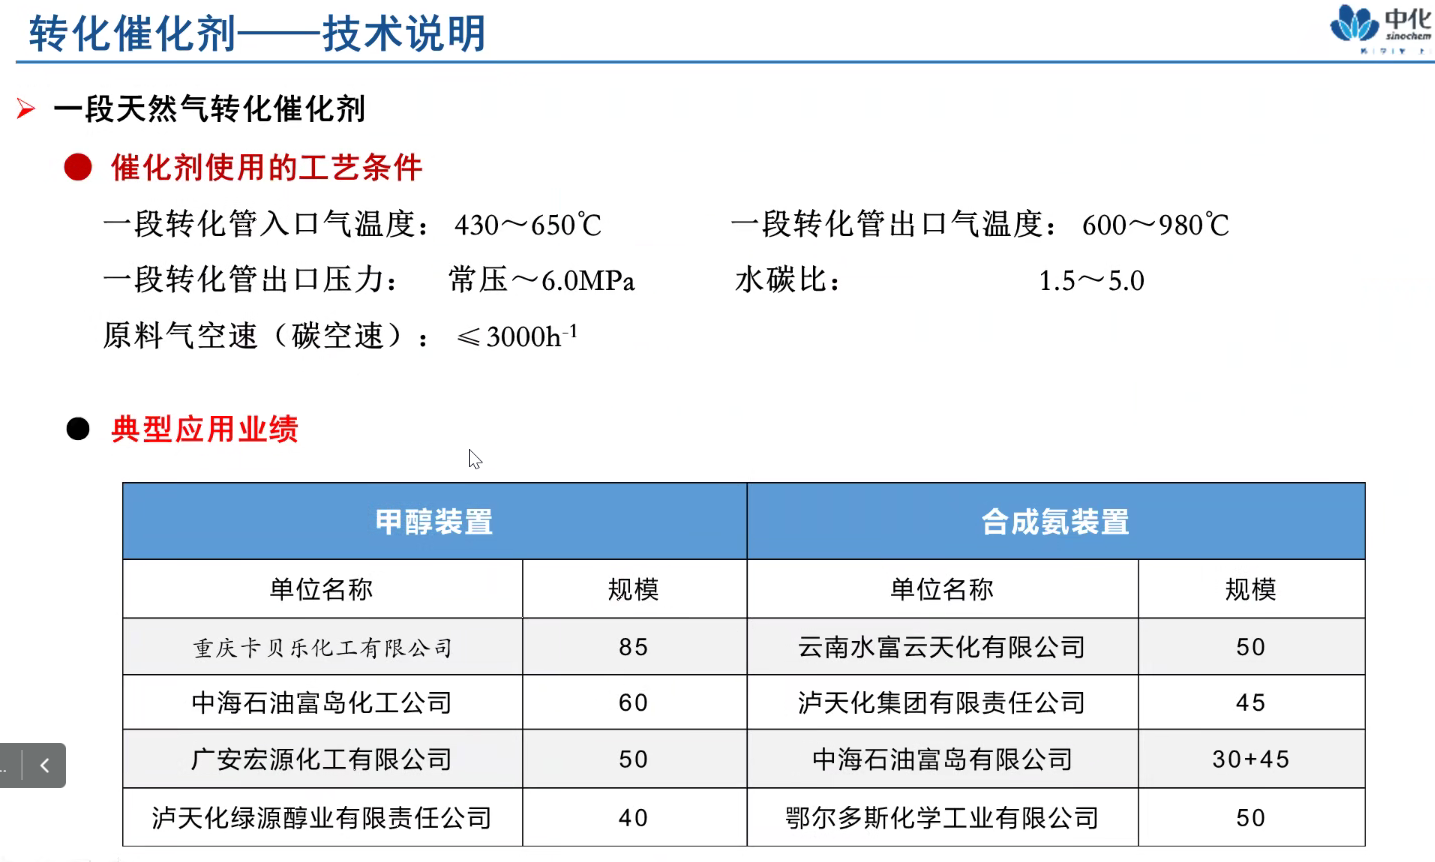 转化催化剂——技术说明
中化
sinochem
一段天然气转化催化剂
催化剂使用的工艺条件
一段转化管入口气温度： 430～650℃ 一段转化管出口气温度： 600～980℃
一段转化管出口压力： 常压～6.0MPa 水碳比： 1.5～5.0
原料气空速（碳空速）： ≤3000h⁻¹
典型应用业绩
甲醇装置 合成氨装置
单位名称 规模 单位名称 规模
重庆卡贝乐化工有限公司 85 云南水富云天化有限公司 50
中海石油富岛化工公司 60 泸天化集团有限责任公司 45
广安宏源化工有限公司 50 中海石油富岛有限公司 30+45
泸天化绿源醇业有限责任公司 40 鄂尔多斯化学工业有限公司 50